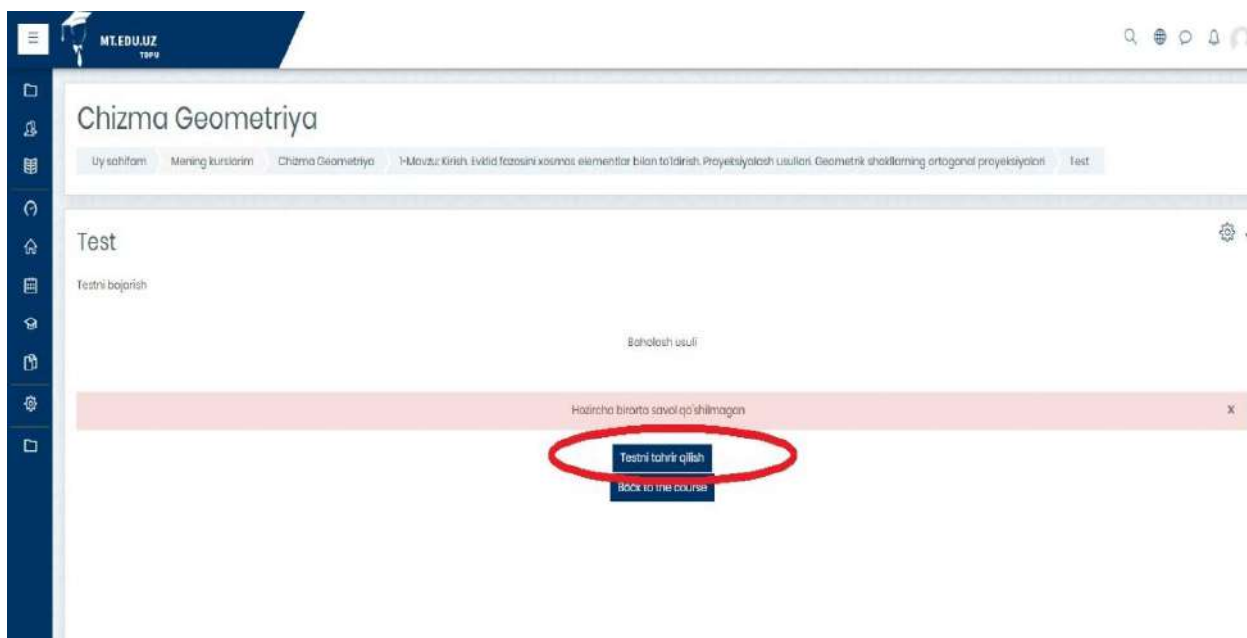 MT.EDU.UZ
TDPU
Chizma Geometriya
Uy sahifam Mening kurslarim Chizma Geometriya 1-Mavzu: Kirish. Evklid fazosini xosmas elementlar bilan to'ldirish. Proyeksiyalash usullari. Geometrik shakllarning ortogonal proyeksiyalari Test
Test
Testni bajarish
Baholash usuli
Hozircha birorta savol qo'shilmagan X
Testni tahrir qilish
Back to the course